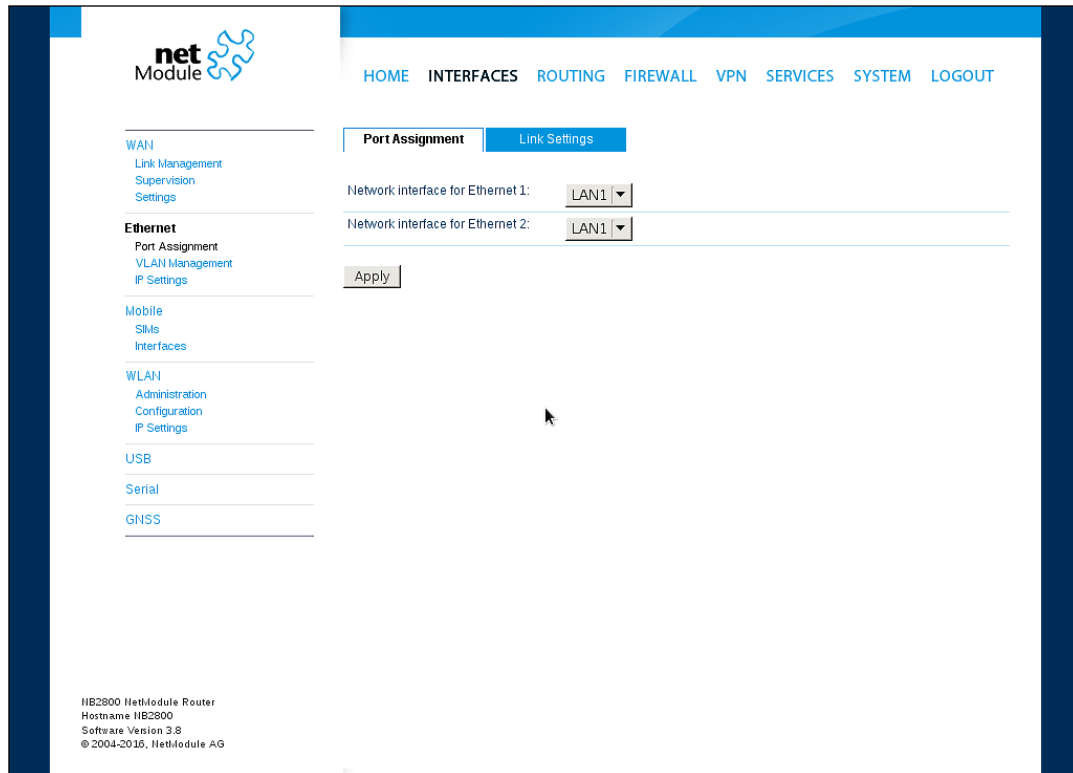 net
Module
HOME INTERFACES ROUTING FIREWALL VPN SERVICES SYSTEM LOGOUT
WAN
Link Management
Supervision
Settings
Ethernet
Port Assignment
VLAN Management
IP Settings
Mobile
SIMs
Interfaces
WLAN
Administration
Configuration
IP Settings
USB
Serial
GNSS
Port Assignment Link Settings
Network interface for Ethernet 1: LAN1
Network interface for Ethernet 2: LAN1
Apply
NB2800 NetModule Router
Hostname NB2800
Software Version 3.8
© 2004-2016, NetModule AG